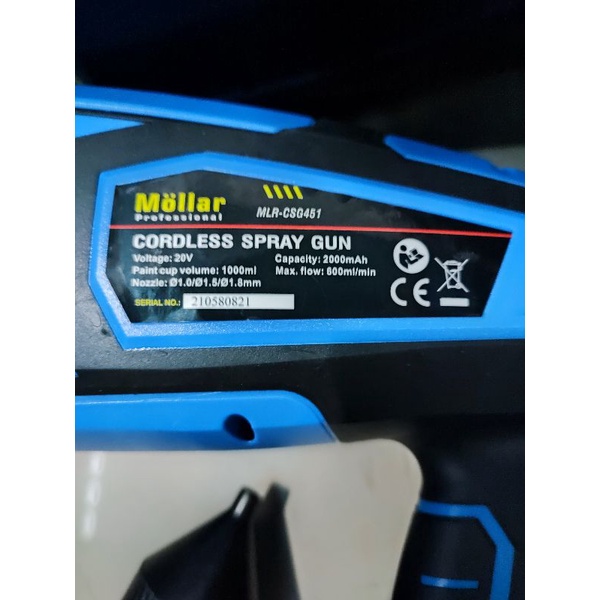 Möllar
Professional
MLR-CSG451
CORDLESS SPRAY GUN
Voltage: 20V
Capacity: 2000mAh
Paint cup volume: 1000ml
Max. flow: 600ml/min
Nozzle: Ø1.0/Ø1.5/Ø1.8mm
SERIAL NO.: 210580821
CE